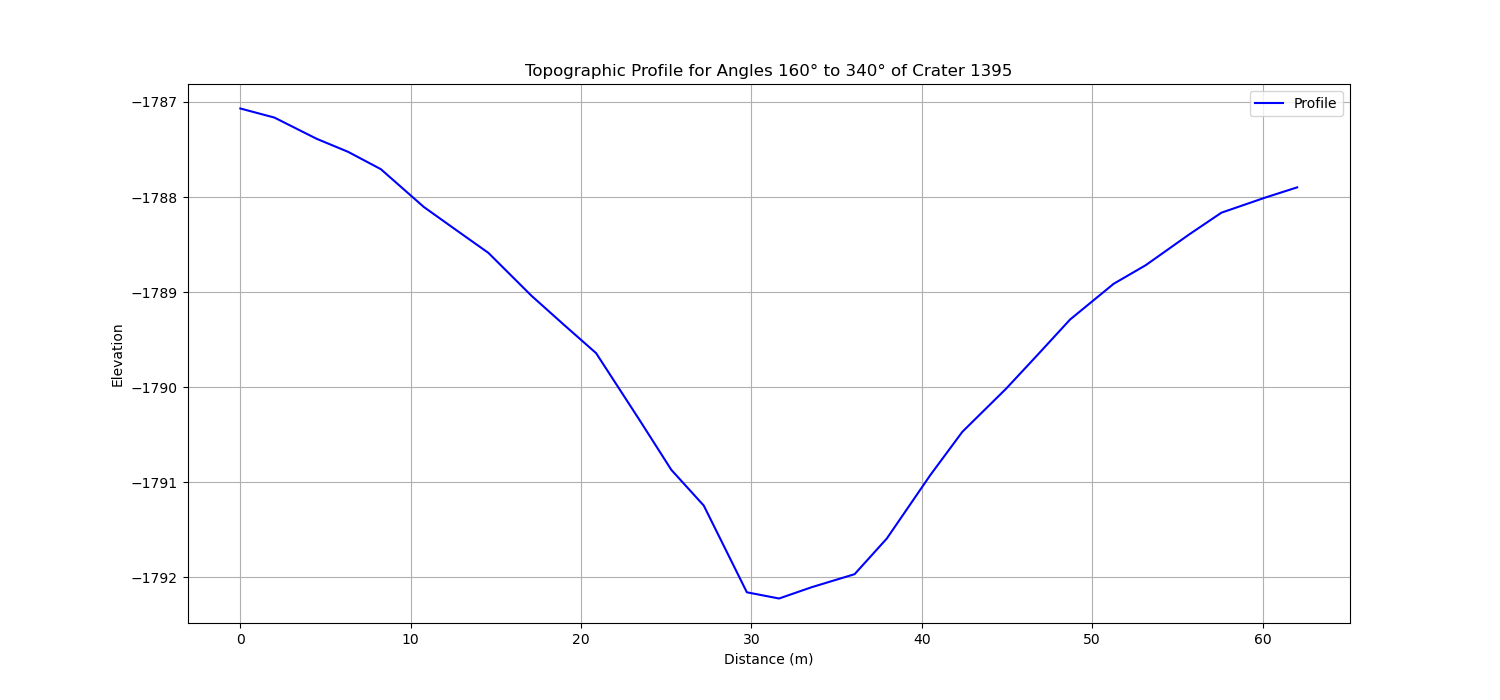 Topographic Profile for Angles 160° to 340° of Crater 1395
Profile
−1787
−1788
−1789
−1790
−1791
−1792
Elevation
0 10 20 30 40 50 60
Distance (m)